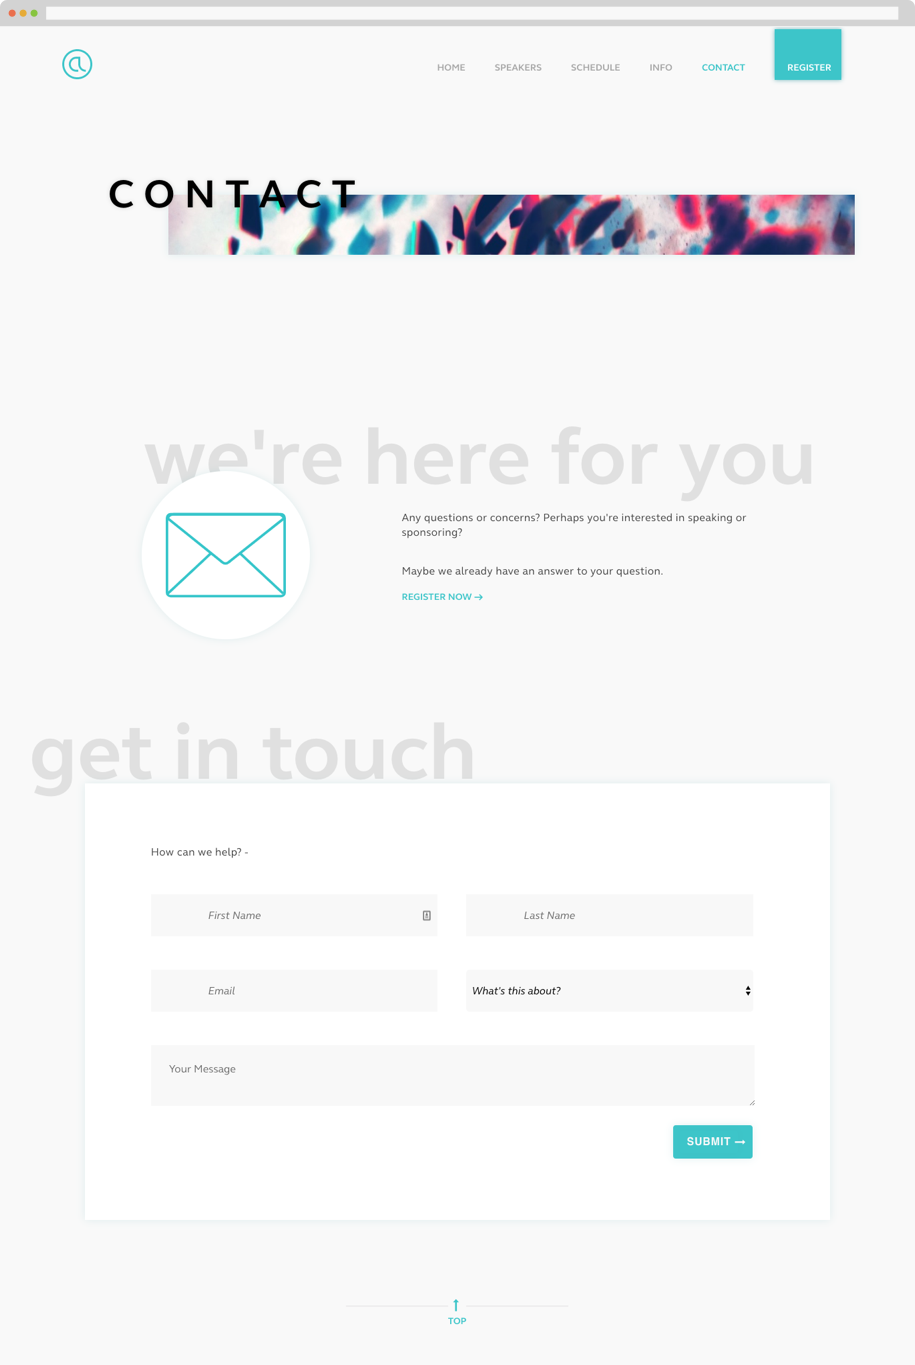 HOME SPEAKERS SCHEDULE INFO CONTACT REGISTER
CONTACT
we're here for you
Any questions or concerns? Perhaps you're interested in speaking or
sponsoring?
Maybe we already have an answer to your question.
REGISTER NOW →
get in touch
How can we help? -
First Name Last Name
Email What's this about?
Your Message
SUBMIT →
TOP